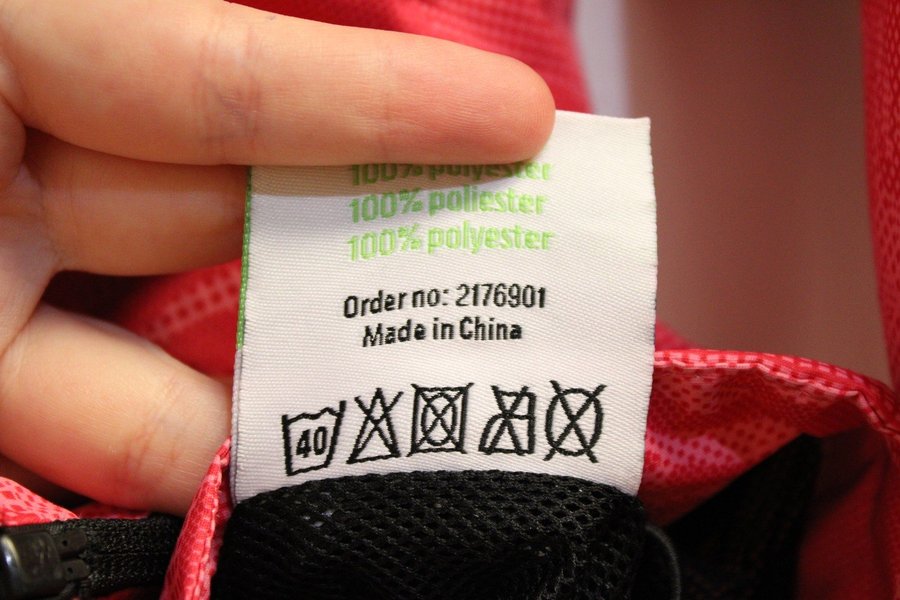 100% polyester
100% poliester
100% polyester
Order no: 2176901
Made in China
40